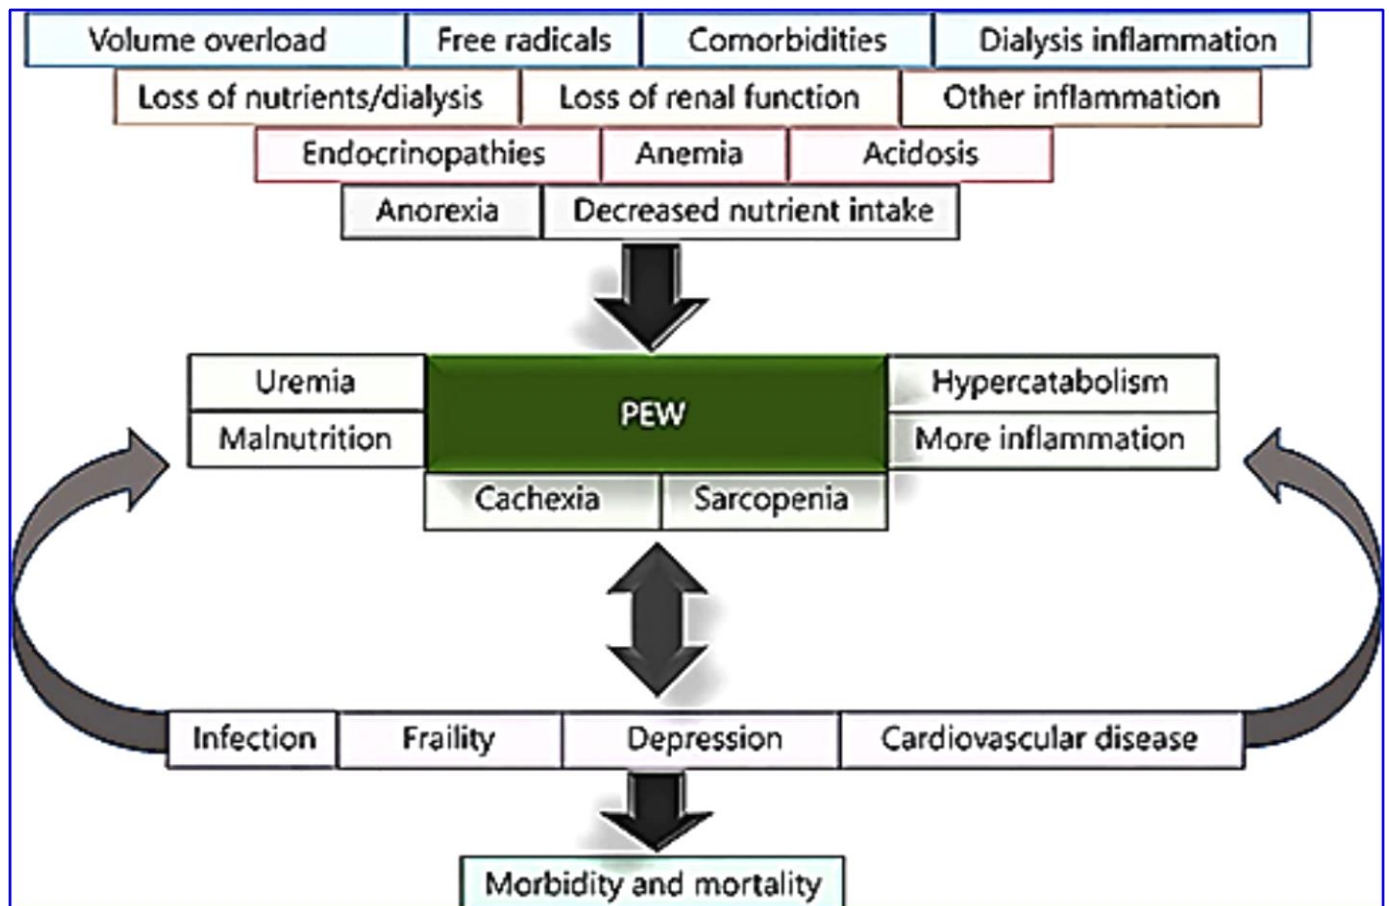 Volume overload Free radicals Comorbidities Dialysis inflammation
Loss of nutrients/dialysis Loss of renal function Other inflammation
Endocrinopathies Anemia Acidosis
Anorexia Decreased nutrient intake
Uremia
Malnutrition
PEW
Hypercatabolism
More inflammation
Cachexia Sarcopenia
Infection Fraility Depression Cardiovascular disease
Morbidity and mortality